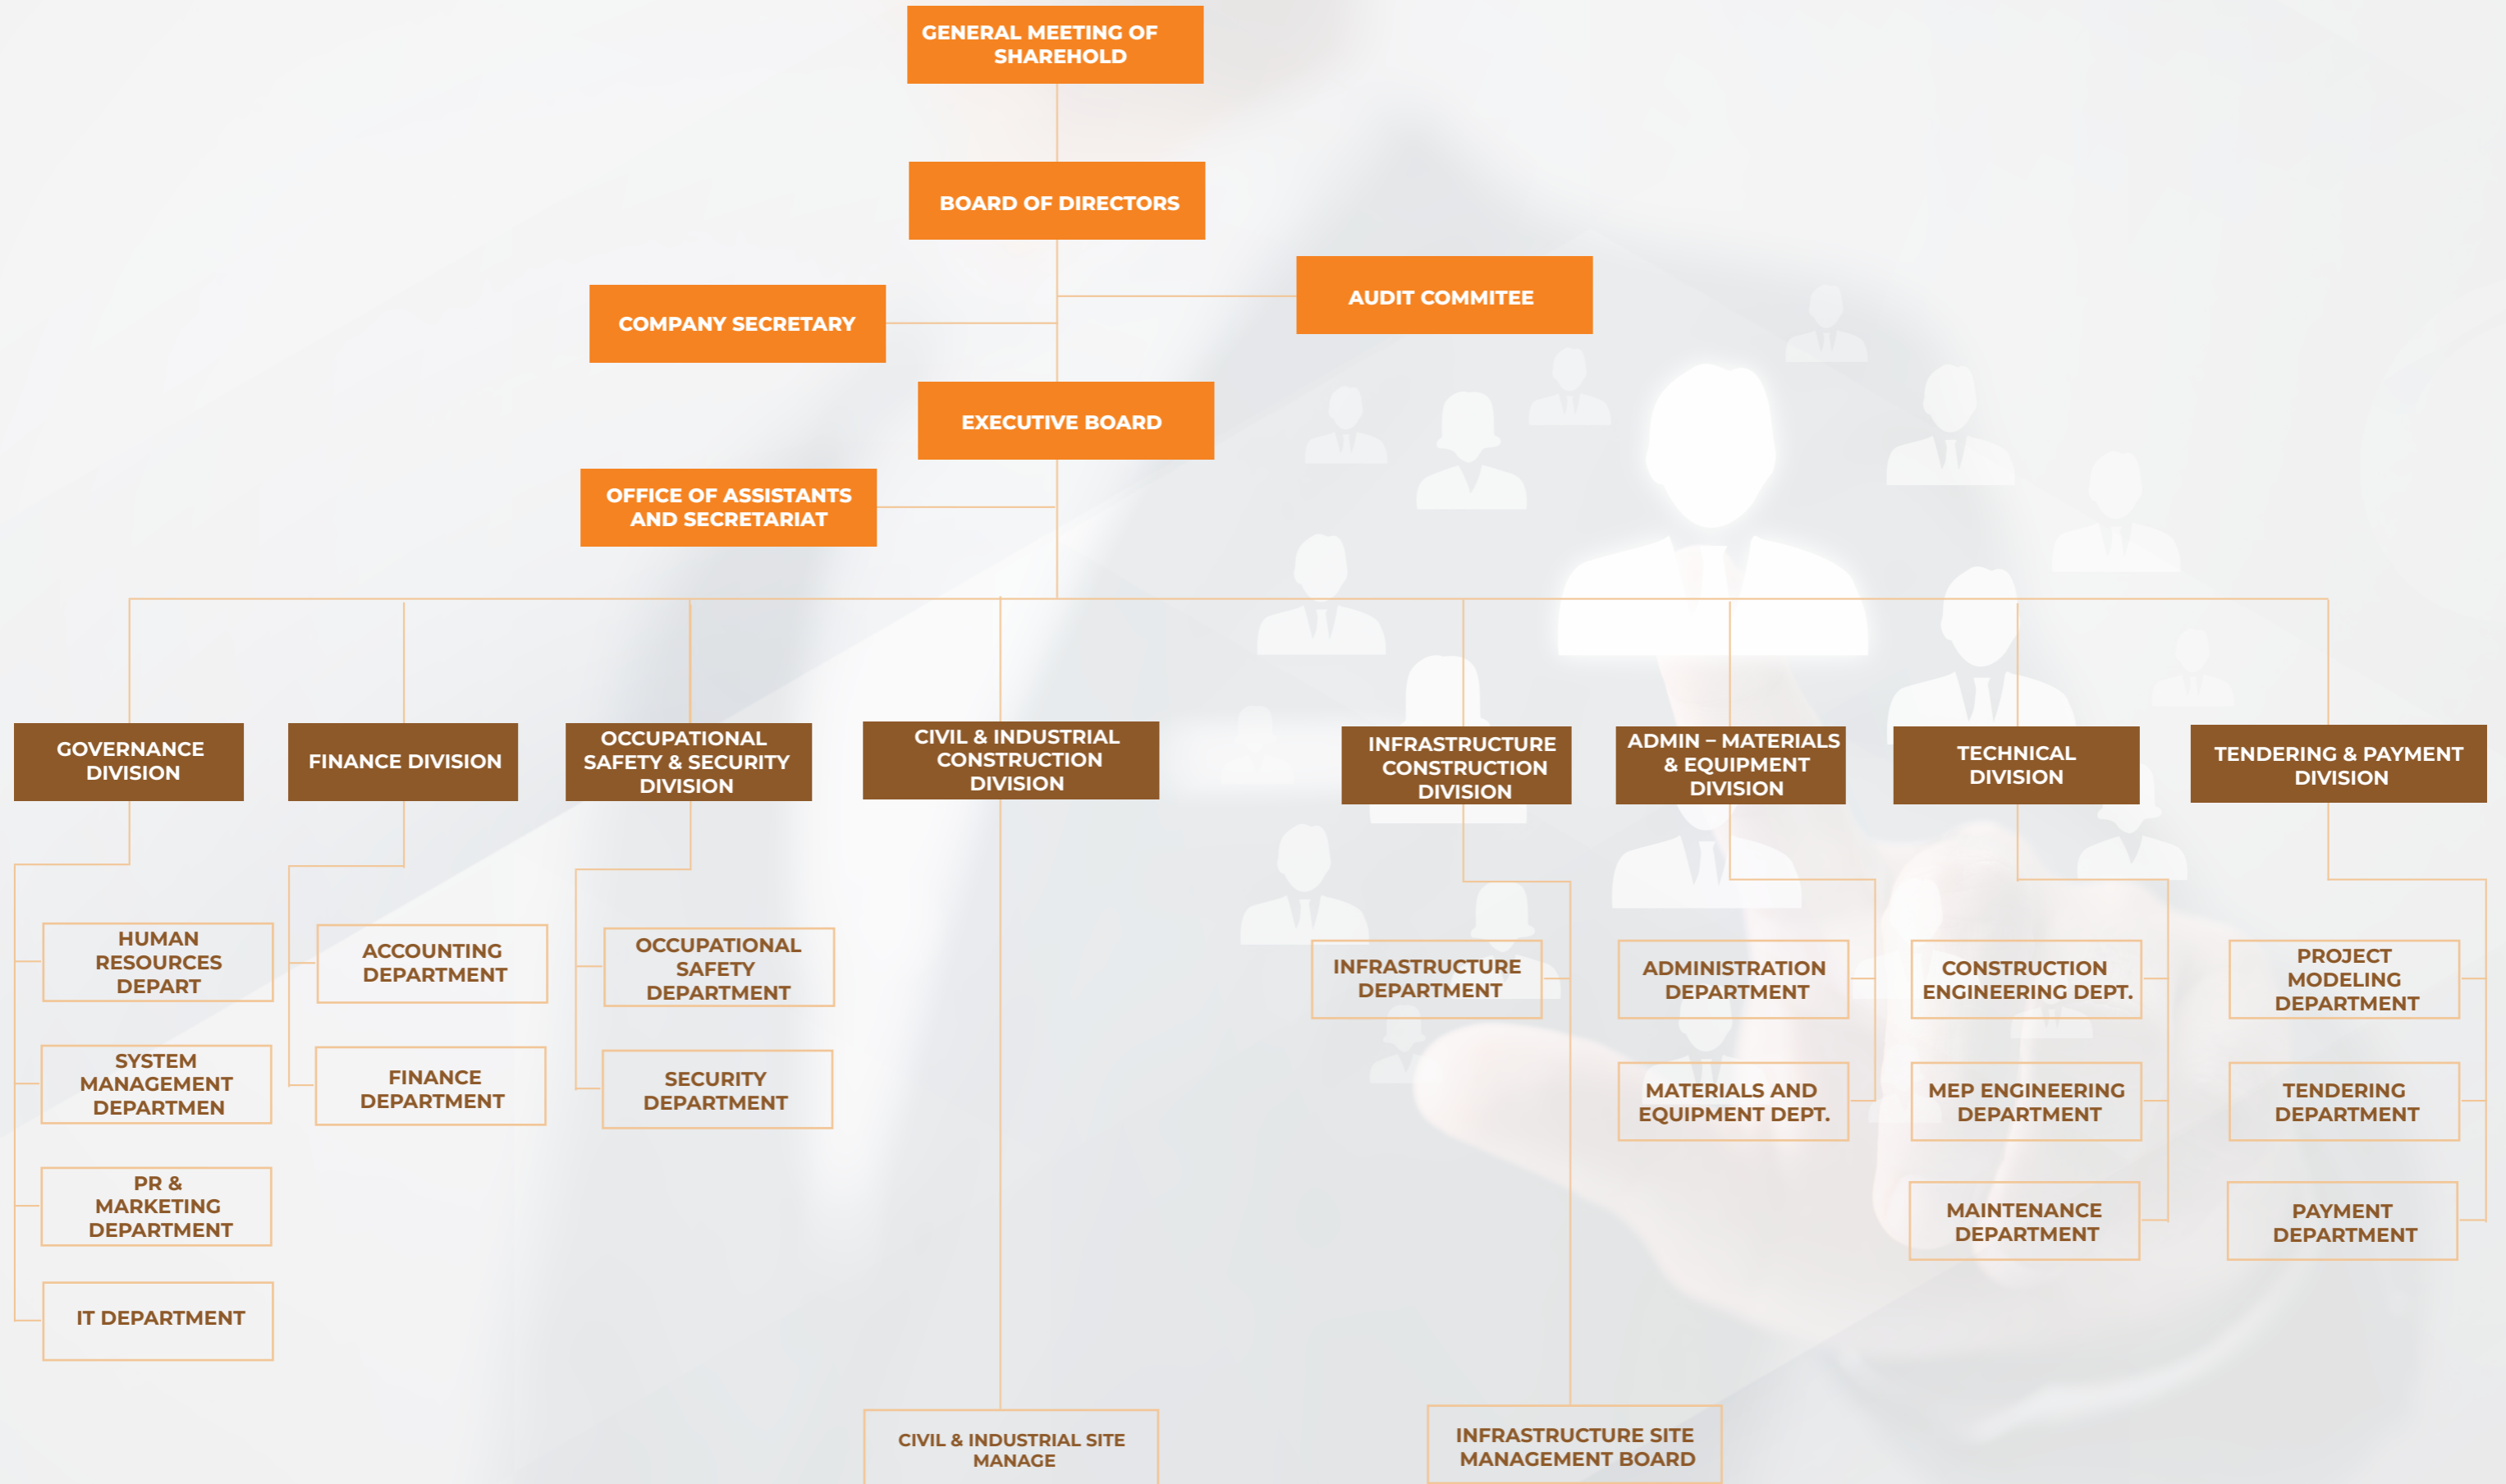 GENERAL MEETING OF
SHAREHOLD
BOARD OF DIRECTORS
AUDIT COMMITEE
COMPANY SECRETARY
EXECUTIVE BOARD
OFFICE OF ASSISTANTS
AND SECRETARIAT
GOVERNANCE
DIVISION
FINANCE DIVISION
OCCUPATIONAL
SAFETY & SECURITY
DIVISION
CIVIL & INDUSTRIAL
CONSTRUCTION
DIVISION
INFRASTRUCTURE
CONSTRUCTION
DIVISION
ADMIN – MATERIALS
& EQUIPMENT
DIVISION
TECHNICAL
DIVISION
TENDERING & PAYMENT
DIVISION
HUMAN
RESOURCES
DEPART
ACCOUNTING
DEPARTMENT
OCCUPATIONAL
SAFETY
DEPARTMENT
INFRASTRUCTURE
DEPARTMENT
ADMINISTRATION
DEPARTMENT
CONSTRUCTION
ENGINEERING DEPT.
PROJECT
MODELING
DEPARTMENT
SYSTEM
MANAGEMENT
DEPARTMEN
FINANCE
DEPARTMENT
SECURITY
DEPARTMENT
MATERIALS AND
EQUIPMENT DEPT.
MEP ENGINEERING
DEPARTMENT
TENDERING
DEPARTMENT
PR &
MARKETING
DEPARTMENT
MAINTENANCE
DEPARTMENT
PAYMENT
DEPARTMENT
IT DEPARTMENT
CIVIL & INDUSTRIAL SITE
MANAGE
INFRASTRUCTURE SITE
MANAGEMENT BOARD